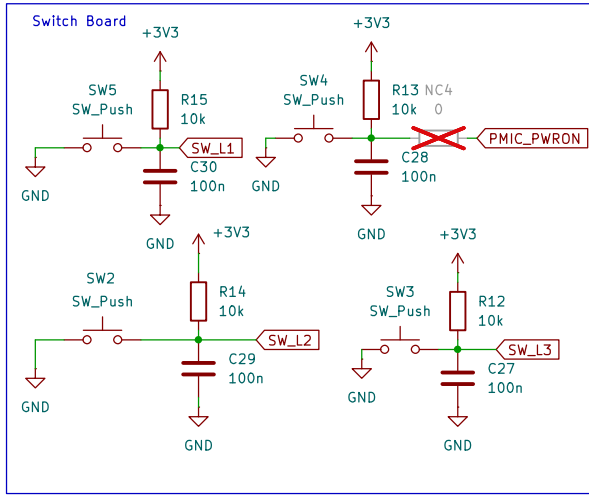 Switch Board
+3V3
SW5
SW_Push
R15
10k
SW_L1
C30
100n
GND
GND
+3V3
SW4
SW_Push
R13
10k
NC4
0
PMIC_PWRON
C28
100n
GND
GND
+3V3
SW2
SW_Push
R14
10k
SW_L2
C29
100n
GND
GND
+3V3
SW3
SW_Push
R12
10k
SW_L3
C27
100n
GND
GND